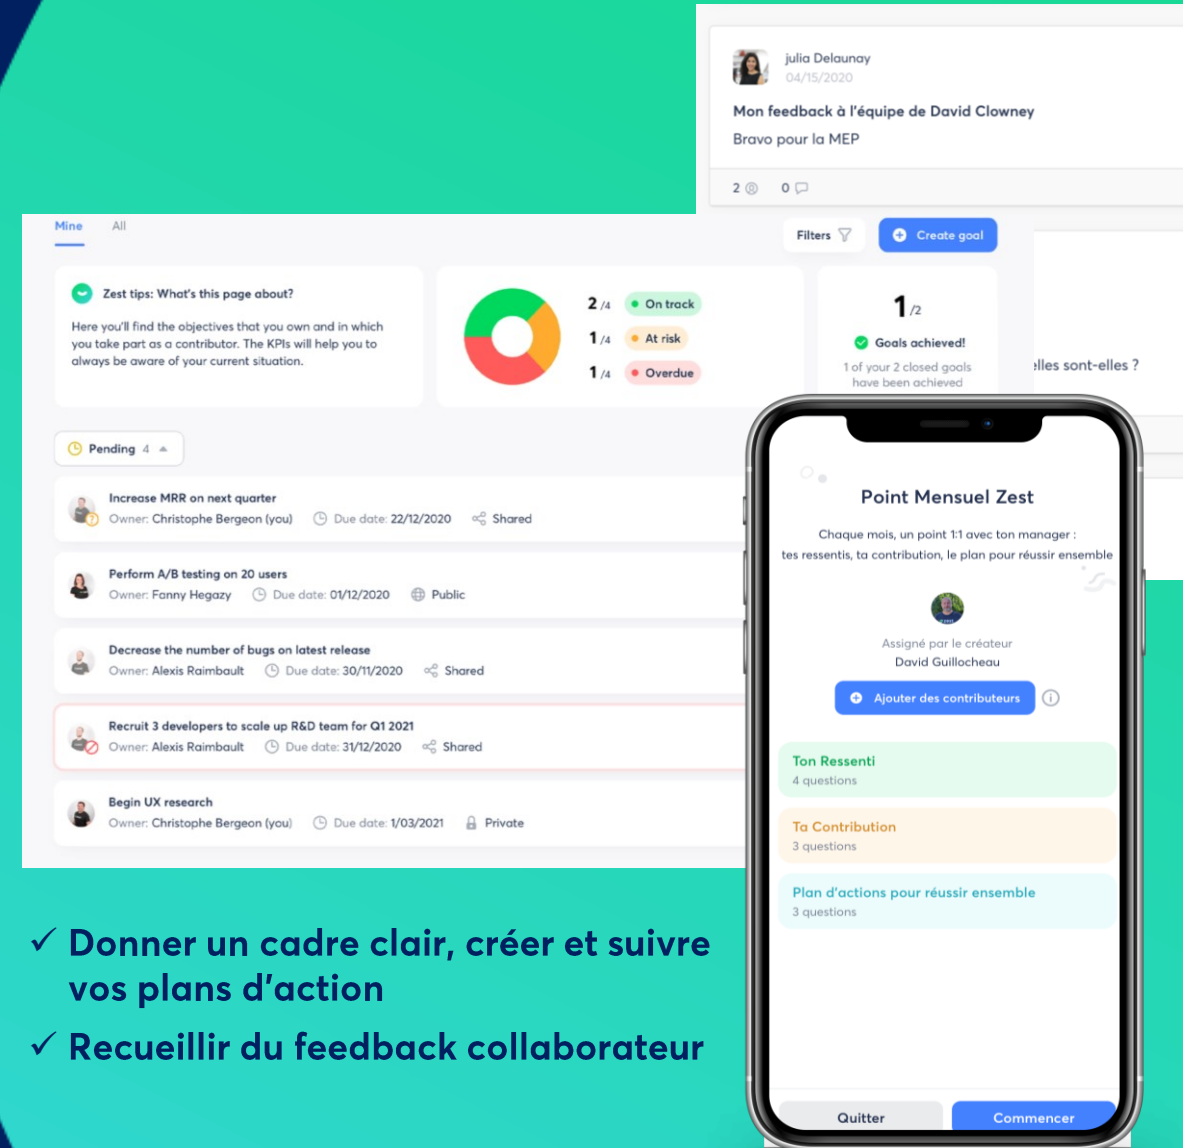 julia Delaunay
04/15/2020
Mon feedback à l'équipe de David Clowney
Bravo pour la MEP
2 0
Mine All
Filters Create goal
Zest tips: What's this page about?
Here you'll find the objectives that you own and in which
you take part as a contributor. The KPIs will help you to
always be aware of your current situation.
2 /4 On track
1 /4 At risk
1 /4 Overdue
1 /2
Goals achieved!
1 of your 2 closed goals
have been achieved
elles sont-elles ?
Pending 4
Increase MRR on next quarter
Owner: Christophe Bergeon (you) Due date: 22/12/2020 Shared
Perform A/B testing on 20 users
Owner: Fanny Hegazy Due date: 01/12/2020 Public
Decrease the number of bugs on latest release
Owner: Alexis Raimbault Due date: 30/11/2020 Shared
Recruit 3 developers to scale up R&D team for Q1 2021
Owner: Alexis Raimbault Due date: 31/12/2020 Shared
Begin UX research
Owner: Christophe Bergeon (you) Due date: 1/03/2021 Private
Point Mensuel Zest
Chaque mois, un point 1:1 avec ton manager :
tes ressentis, ta contribution, le plan pour réussir ensemble
Assigné par le créateur
David Guillocheau
Ajouter des contributeurs
Ton Ressenti
4 questions
Ta Contribution
3 questions
Plan d'actions pour réussir ensemble
3 questions
Quitter Commencer
✓ Donner un cadre clair, créer et suivre
vos plans d'action
✓ Recueillir du feedback collaborateur